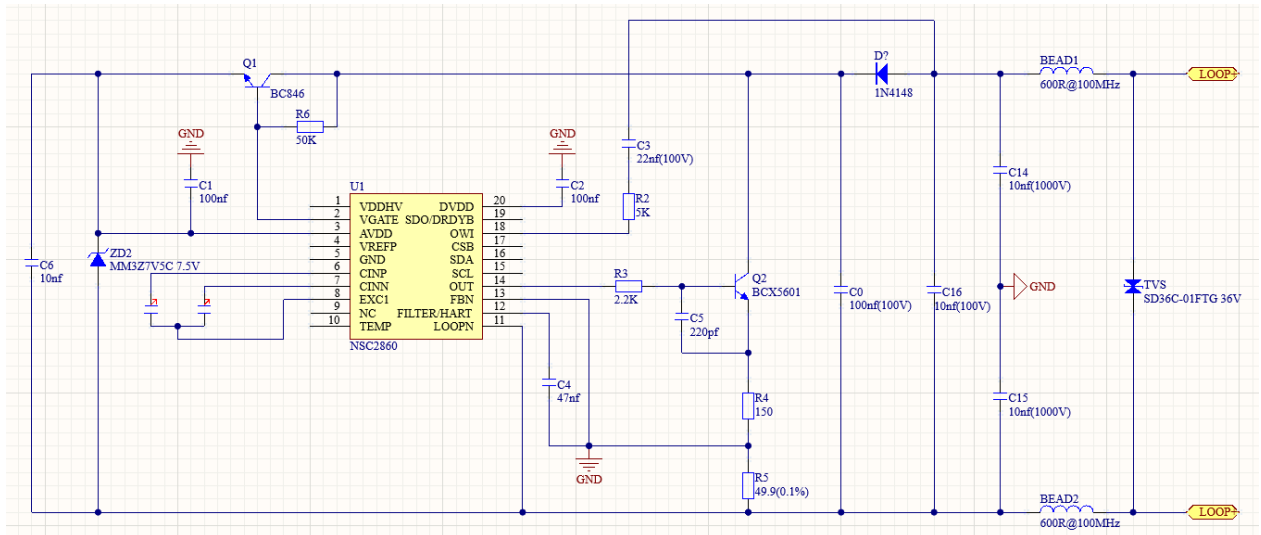 Q1
BC846
R6
50K
GND
C1
100nf
GND
C2
100nf
C3
22nf(100V)
R2
5K
D?
1N4148
BEAD1
600R@100MHz
LOOP+
C14
10nf(1000V)
U1
1 VDDHV DVDD 20
2 VGATE SDO/DRDYB 19
3 AVDD OWI 18
4 VREFP CSB 17
5 GND SDA 16
6 CINP SCL 15
7 CINN OUT 14
8 EXC1 FBN 13
9 NC FILTER/HART 12
10 TEMP LOOPN 11
NSC2860
C6
10nf
ZD2
MM3Z7V5C 7.5V
R3
2.2K
C5
220pf
Q2
BCX5601
C0
100nf(100V)
C16
10nf(100V)
GND
TVS
SD36C-01FTG 36V
C4
47nf
R4
150
C15
10nf(1000V)
GND
R5
49.9(0.1%)
BEAD2
600R@100MHz
LOOP+